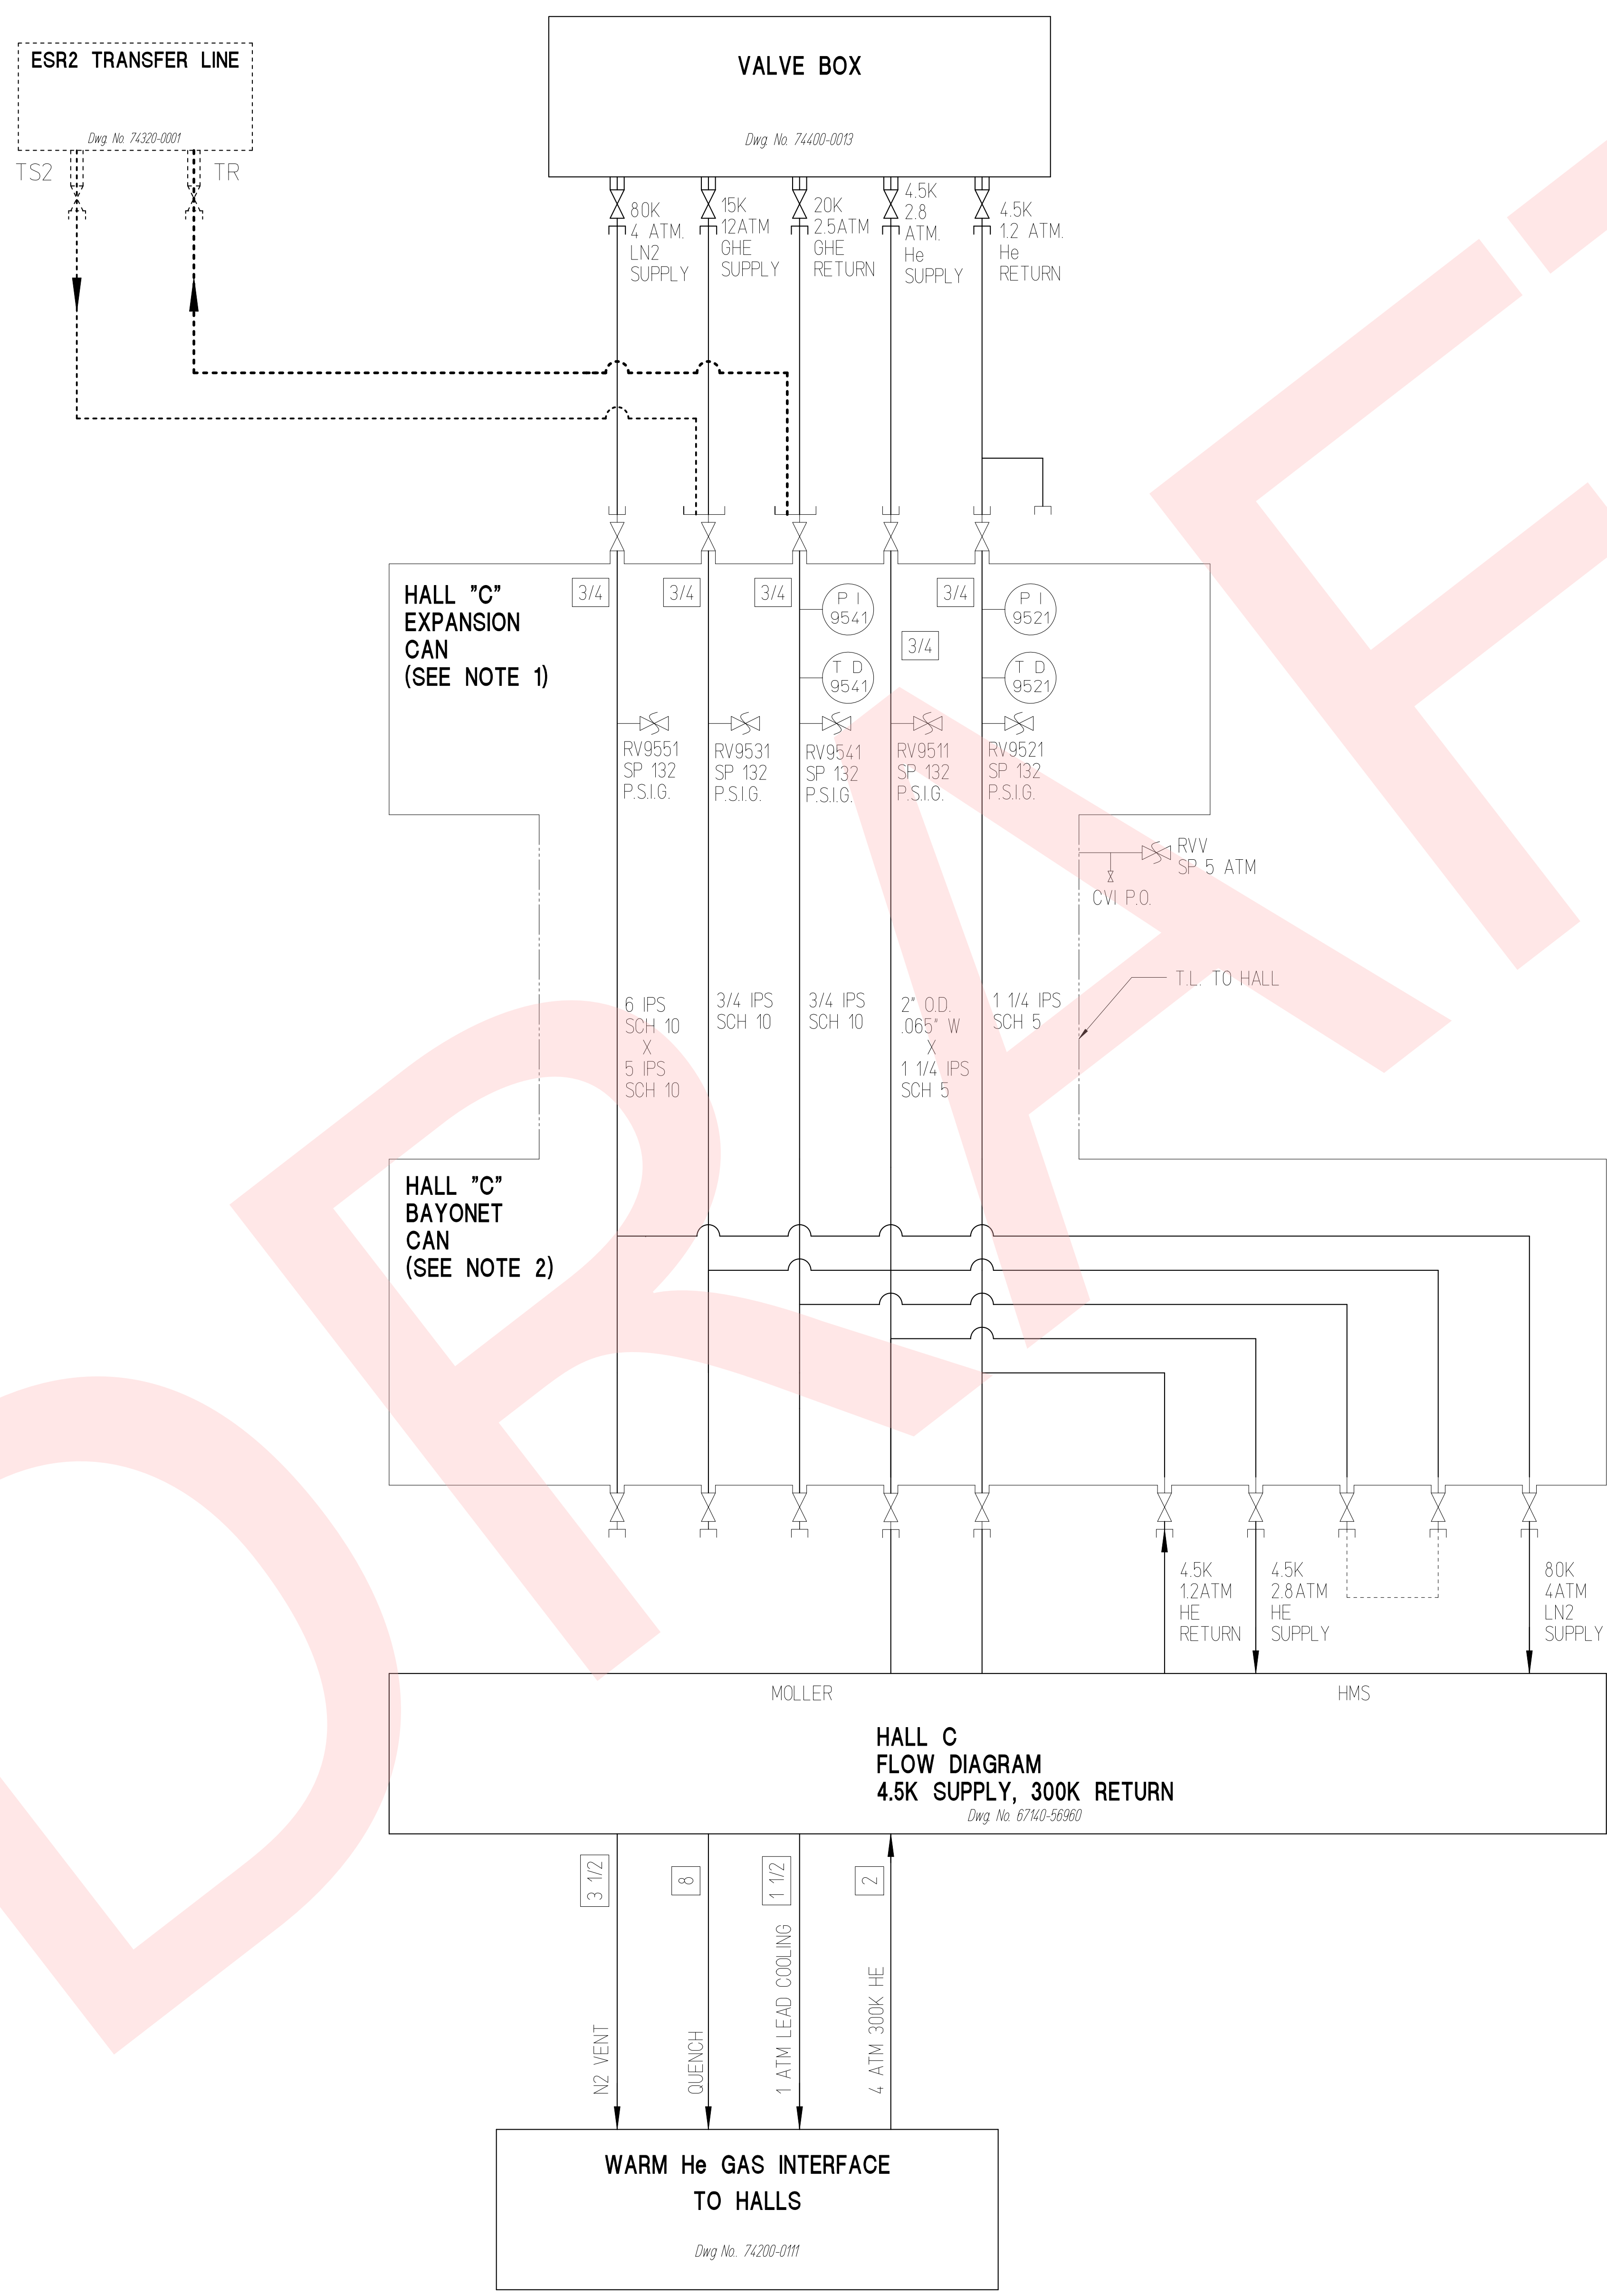 ESR2 TRANSFER LINE
Dwg. No. 74320-0001
TS2
TR
VALVE BOX
Dwg. No. 74400-0013
80K
4 ATM.
LN2
SUPPLY
15K
12ATM
GHE
SUPPLY
20K
2.5ATM
GHE
RETURN
4.5K
2.8
ATM.
He
SUPPLY
4.5K
1.2 ATM.
He
RETURN
HALL "C"
EXPANSION
CAN
(SEE NOTE 1)
3/4
3/4
3/4
3/4
3/4
P I
9541
P I
9521
T D
9541
T D
9521
RV9551
SP 132
P.S.I.G.
RV9531
SP 132
P.S.I.G.
RV9541
SP 132
P.S.I.G.
RV9511
SP 132
P.S.I.G.
RV9521
SP 132
P.S.I.G.
RVV
SP 5 ATM
CVI P.O.
T.L. TO HALL
6 IPS
SCH 10
X
5 IPS
SCH 10
3/4 IPS
SCH 10
3/4 IPS
SCH 10
2" O.D.
.065" W
X
1 1/4 IPS
SCH 5
1 1/4 IPS
SCH 5
HALL "C"
BAYONET
CAN
(SEE NOTE 2)
4.5K
1.2ATM
HE
RETURN
4.5K
2.8ATM
HE
SUPPLY
80K
4ATM
LN2
SUPPLY
MOLLER
HMS
HALL C
FLOW DIAGRAM
4.5K SUPPLY, 300K RETURN
Dwg. No. 67140-56960
3 1/2
8
1 1/2
2
N2 VENT
QUENCH
1 ATM LEAD COOLING
4 ATM 300K HE
WARM He GAS INTERFACE
TO HALLS
Dwg No.. 74200-0111
DRAFT